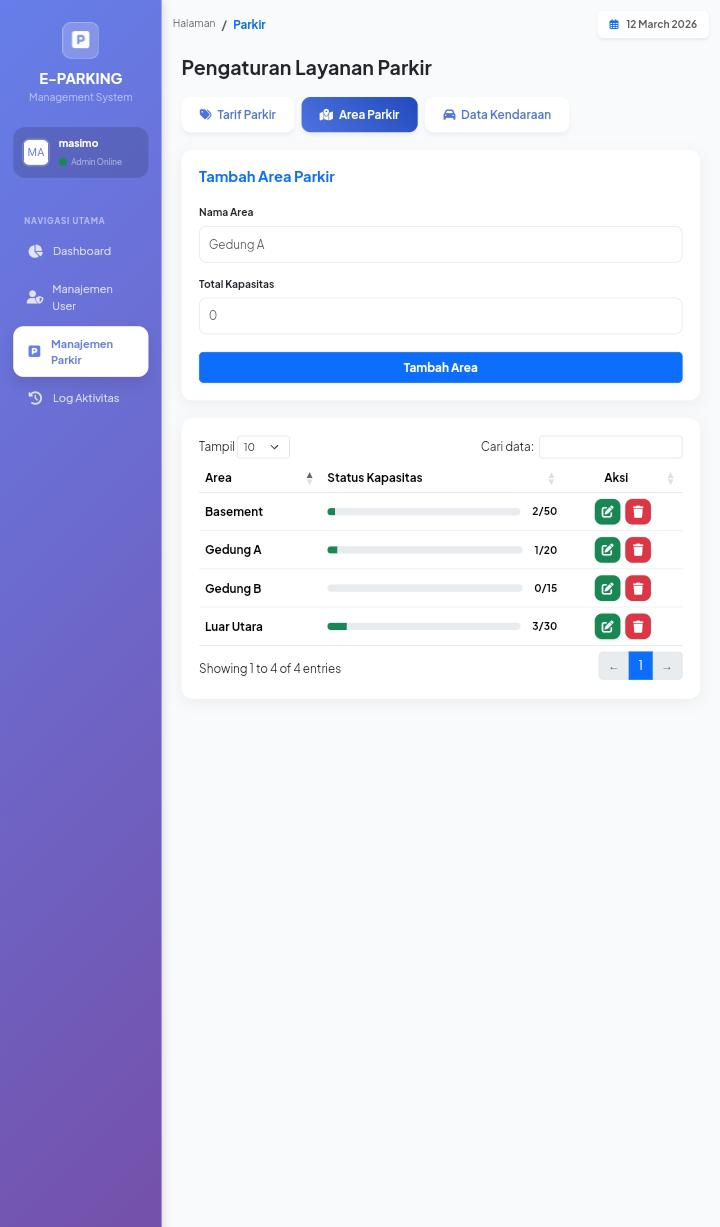 E-PARKING
Management System
MA
masimo
Admin Online
NAVIGASI UTAMA
Dashboard
Manajemen
User
Manajemen
Parkir
Log Aktivitas
Halaman / Parkir
12 March 2026
Pengaturan Layanan Parkir
Tarif Parkir
Area Parkir
Data Kendaraan
Tambah Area Parkir
Nama Area
Gedung A
Total Kapasitas
0
Tambah Area
Tampil 10
Cari data:
Area Status Kapasitas Aksi
Basement 2/50
Gedung A 1/20
Gedung B 0/15
Luar Utara 3/30
Showing 1 to 4 of 4 entries
← 1 →